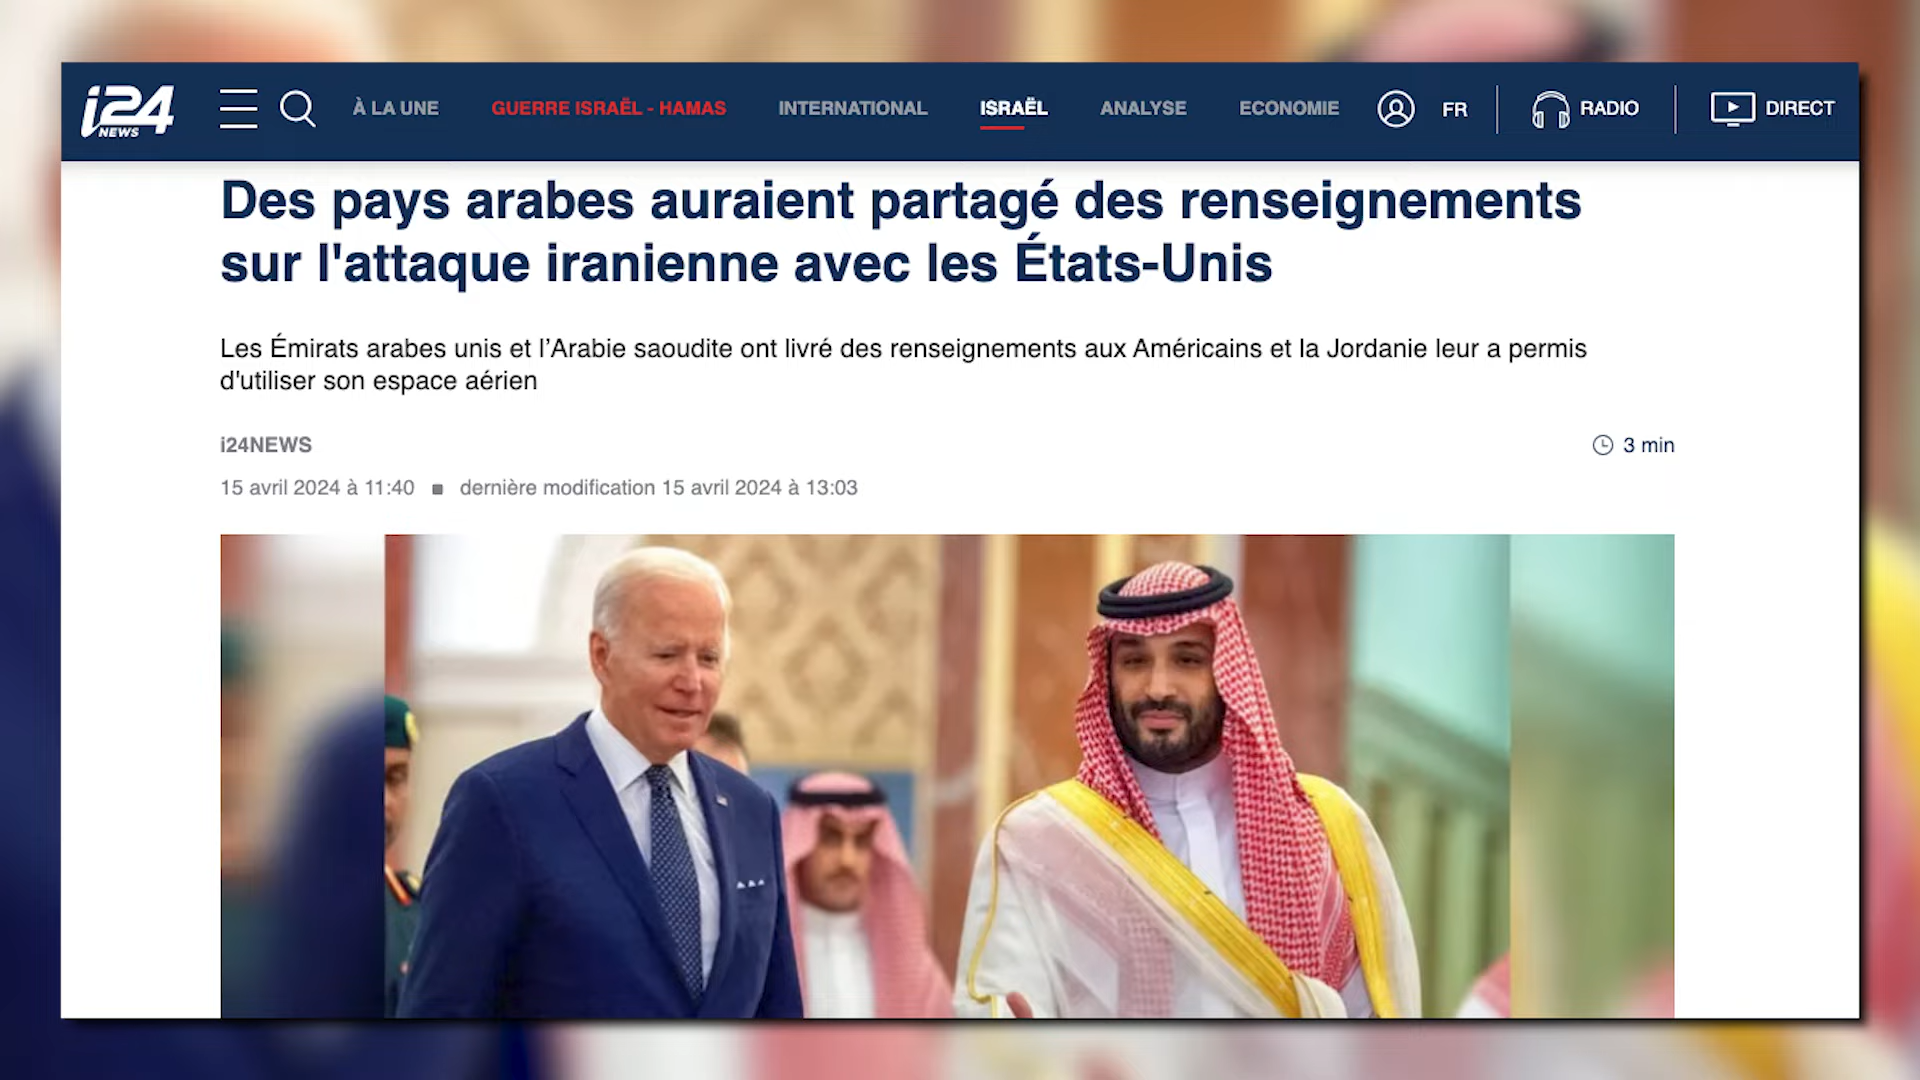 i24 NEWS
À LA UNE
GUERRE ISRAËL - HAMAS
INTERNATIONAL
ISRAËL
ANALYSE
ECONOMIE
FR
RADIO
DIRECT
Des pays arabes auraient partagé des renseignements
sur l'attaque iranienne avec les États-Unis
Les Émirats arabes unis et l’Arabie saoudite ont livré des renseignements aux Américains et la Jordanie leur a permis
d'utiliser son espace aérien
i24NEWS
3 min
15 avril 2024 à 11:40 ■ dernière modification 15 avril 2024 à 13:03